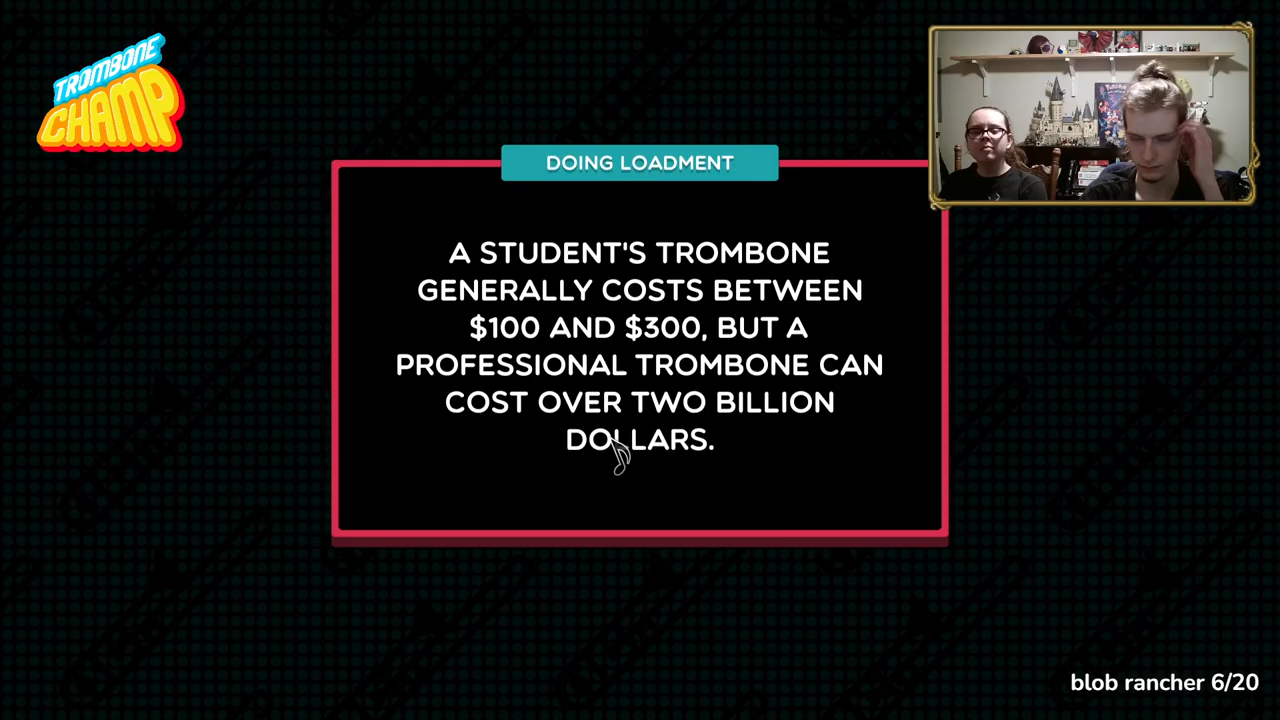 TROMBONE
CHAMP
DOING LOADMENT
A STUDENT'S TROMBONE
GENERALLY COSTS BETWEEN
$100 AND $300, BUT A
PROFESSIONAL TROMBONE CAN
COST OVER TWO BILLION
DOLLARS.
blob rancher 6/20